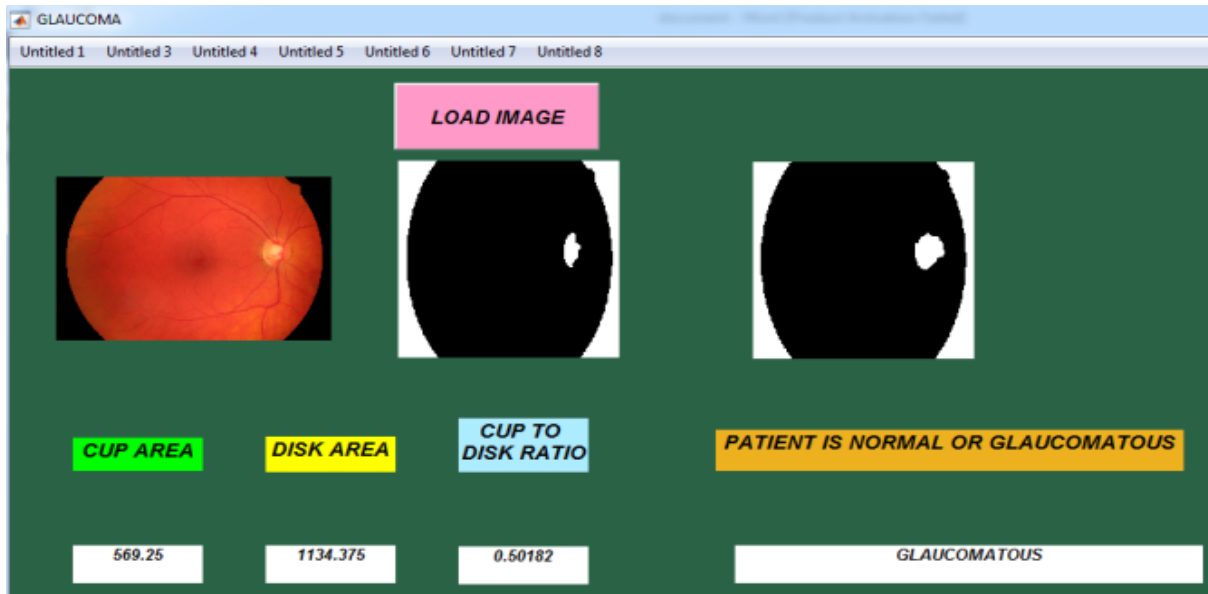 GLAUCOMA
Untitled 1 Untitled 3 Untitled 4 Untitled 5 Untitled 6 Untitled 7 Untitled 8
LOAD IMAGE
CUP AREA
DISK AREA
CUP TO
DISK RATIO
PATIENT IS NORMAL OR GLAUCOMATOUS
569.25
1134.375
0.50182
GLAUCOMATOUS